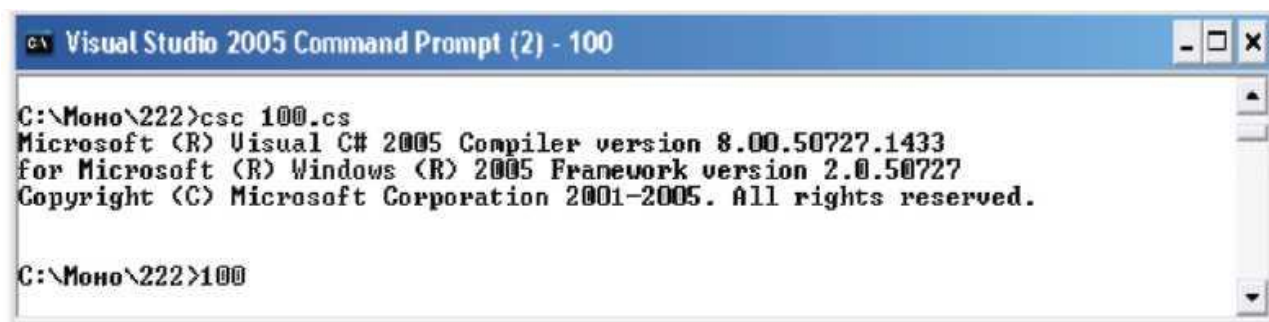 Visual Studio 2005 Command Prompt (2) - 100
C:\Моно\222>csc 100.cs
Microsoft (R) Visual C# 2005 Compiler version 8.00.50727.1433
for Microsoft (R) Windows (R) 2005 Framework version 2.0.50727
Copyright (C) Microsoft Corporation 2001-2005. All rights reserved.
C:\Моно\222>100